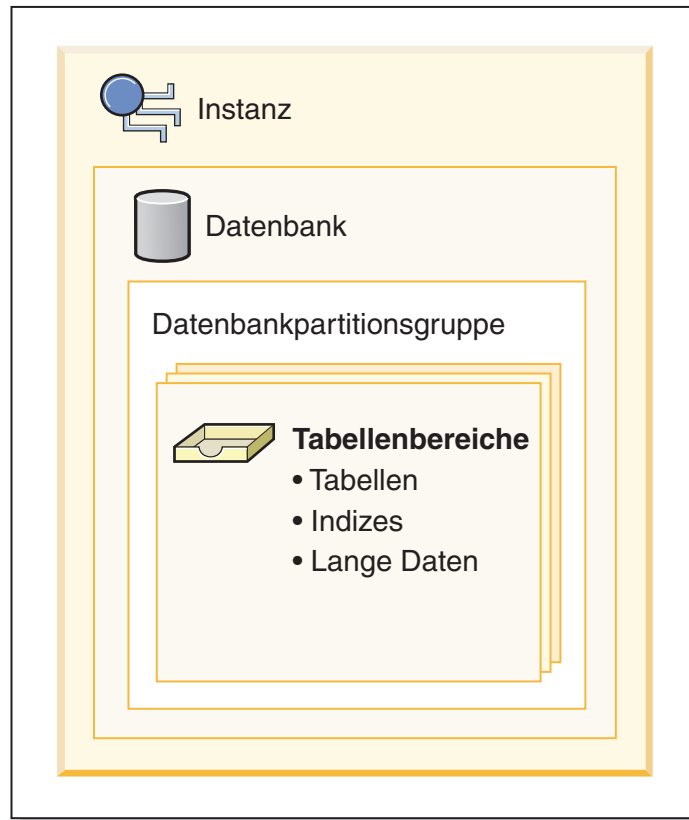 Instanz
Datenbank
Datenbankpartitionsgruppe
Tabellenbereiche
• Tabellen
• Indizes
• Lange Daten